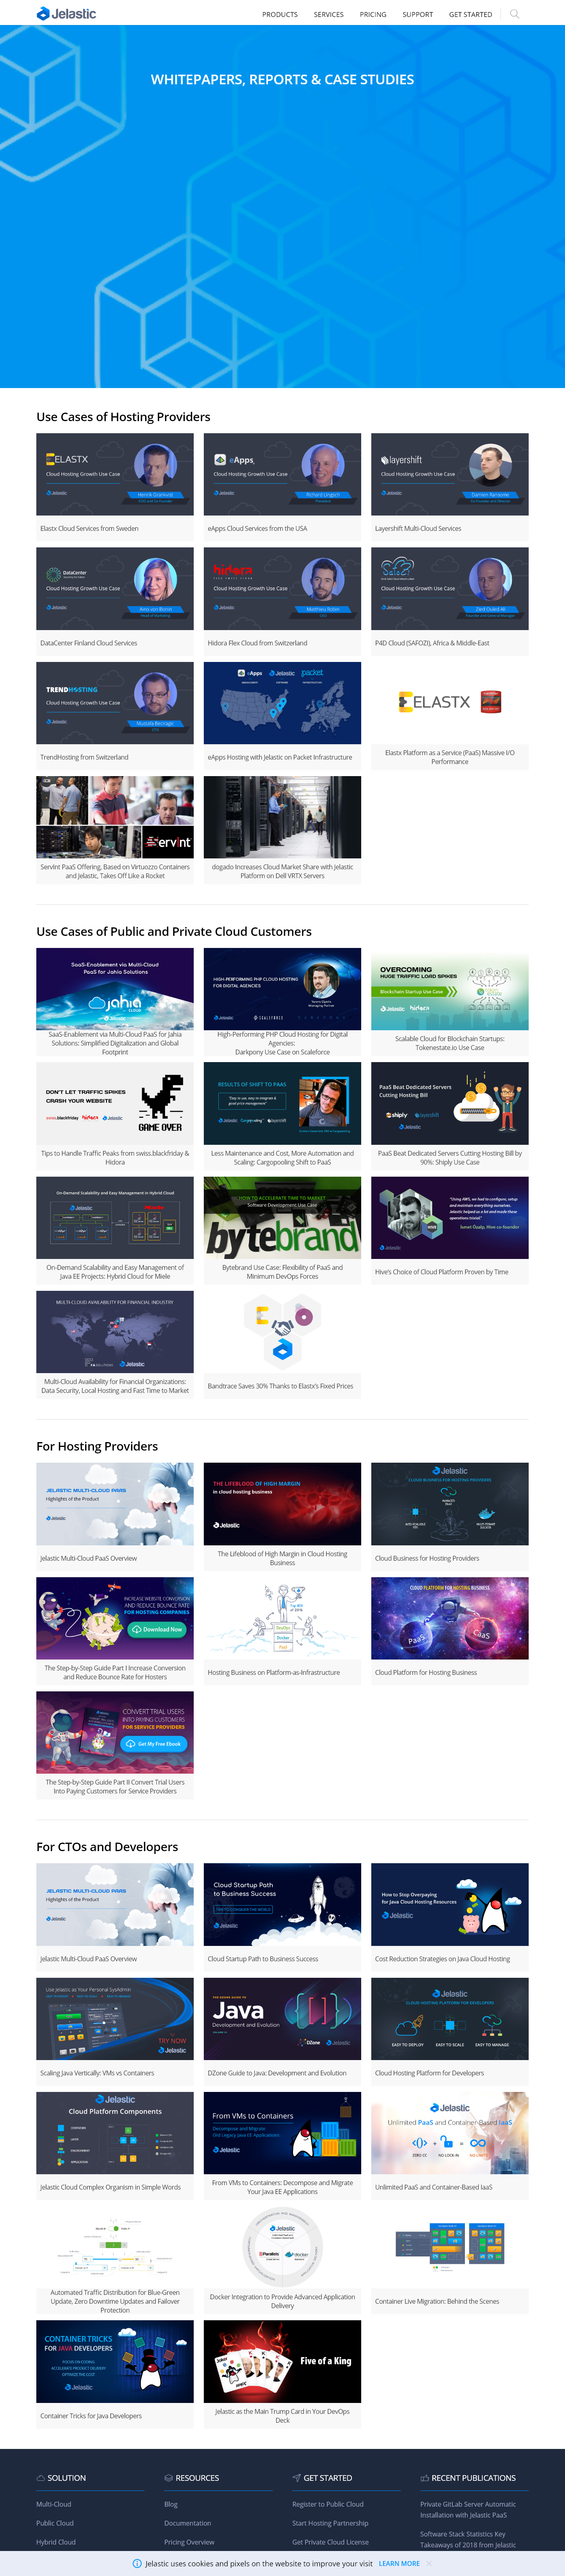 Jelastic
PRODUCTS
SERVICES
PRICING
SUPPORT
GET STARTED
WHITEPAPERS, REPORTS & CASE STUDIES
Use Cases of Hosting Providers
ELASTX
Cloud Hosting Growth Use Case
Elastx Cloud Services from Sweden
eApps
Cloud Hosting Growth Use Case
eApps Cloud Services from the USA
layershift
Cloud Hosting Growth Use Case
Layershift Multi-Cloud Services
DataCenter
Cloud Hosting Growth Use Case
DataCenter Finland Cloud Services
hidora
Cloud Hosting Growth Use Case
Hidora Flex Cloud from Switzerland
Cloud Hosting Growth Use Case
P4D Cloud (SAFOZI), Africa & Middle-East
TRENDHOSTING
Cloud Hosting Growth Use Case
TrendHosting from Switzerland
eApps Jelastic packet
eApps Hosting with Jelastic on Packet Infrastructure
ELASTX
Elastx Platform as a Service (PaaS) Massive I/O
Performance
Servint
ServInt PaaS Offering, Based on Virtuozzo Containers
and Jelastic, Takes Off Like a Rocket
dogado Increases Cloud Market Share with Jelastic
Platform on Dell VRTX Servers
Use Cases of Public and Private Cloud Customers
SaaS-Enablement via Multi-Cloud
PaaS for Jahia Solutions
jahia
CLOUD
SaaS-Enablement via Multi-Cloud PaaS for Jahia
Solutions: Simplified Digitalization and Global
Footprint
HIGH-PERFORMING PHP CLOUD HOSTING
FOR DIGITAL AGENCIES
High-Performing PHP Cloud Hosting for Digital
Agencies:
Darkpony Use Case on Scaleforce
OVERCOMING
HUGE TRAFFIC LOAD SPIKES
Blockchain Startup Use Case
Scalable Cloud for Blockchain Startups:
Tokenestate.io Use Case
DON'T LET TRAFFIC SPIKES
CRASH YOUR WEBSITE
GAME OVER
Tips to Handle Traffic Peaks from swiss.blackfriday &
Hidora
RESULTS OF SHIFT TO PAAS
Less Maintenance and Cost, More Automation and
Scaling: Cargopooling Shift to PaaS
PaaS Beat Dedicated Servers
Cutting Hosting Bill
shiply
layershift
Jelastic
PaaS Beat Dedicated Servers Cutting Hosting Bill by
90%: Shiply Use Case
On-Demand Scalability and Easy Management in Hybrid Cloud
On-Demand Scalability and Easy Management of
Java EE Projects: Hybrid Cloud for Miele
HOW TO ACCELERATE TIME TO MARKET
Software Development Use Case
bytebrand
Bytebrand Use Case: Flexibility of PaaS and
Minimum DevOps Forces
Hive's Choice of Cloud Platform Proven by Time
MULTI-CLOUD AVAILABILITY FOR FINANCIAL INDUSTRY
Multi-Cloud Availability for Financial Organizations:
Data Security, Local Hosting and Fast Time to Market
Bandtrace Saves 30% Thanks to Elastx's Fixed Prices
For Hosting Providers
JELASTIC MULTI-CLOUD PAAS
Highlights of the Product
Jelastic Multi-Cloud PaaS Overview
THE LIFEBLOOD OF HIGH MARGIN
in cloud hosting business
Jelastic
The Lifeblood of High Margin in Cloud Hosting
Business
Jelastic
CLOUD BUSINESS FOR HOSTING PROVIDERS
Cloud Business for Hosting Providers
INCREASE WEBSITE CONVERSION
AND REDUCE BOUNCE RATE
FOR HOSTING COMPANIES
Download Now
The Step-by-Step Guide Part I Increase Conversion
and Reduce Bounce Rate for Hosters
DevOps
Docker
PaaS
Hosting Business on Platform-as-Infrastructure
CLOUD PLATFORM FOR HOSTING BUSINESS
PaaS
CaaS
Cloud Platform for Hosting Business
CONVERT TRIAL USERS
INTO PAYING CUSTOMERS
FOR SERVICE PROVIDERS
Get My Free Ebook
The Step-by-Step Guide Part II Convert Trial Users
Into Paying Customers for Service Providers
For CTOs and Developers
JELASTIC MULTI-CLOUD PAAS
Highlights of the Product
Jelastic Multi-Cloud PaaS Overview
Cloud Startup Path
to Business Success
Jelastic
Cloud Startup Path to Business Success
How to Stop Overpaying
for Java Cloud Hosting Resources
Jelastic
Cost Reduction Strategies on Java Cloud Hosting
Use Jelastic as Your Personal SysAdmin
TRY NOW
Jelastic
Scaling Java Vertically: VMs vs Containers
Java
Development and Evolution
DZone
Jelastic
DZone Guide to Java: Development and Evolution
Jelastic
CLOUD HOSTING PLATFORM FOR DEVELOPERS
EASY TO DEPLOY
EASY TO SCALE
EASY TO MANAGE
Cloud Hosting Platform for Developers
Jelastic
Cloud Platform Components
Jelastic Cloud Complex Organism in Simple Words
From VMs to Containers
Decompose and Migrate
Old Legacy Java EE Applications
Jelastic
From VMs to Containers: Decompose and Migrate
Your Java EE Applications
Jelastic
Unlimited PaaS and Container-Based IaaS
Unlimited PaaS and Container-Based IaaS
Automated Traffic Distribution for Blue-Green
Update, Zero Downtime Updates and Failover
Protection
Jelastic
Parallels
docker
Docker Integration to Provide Advanced Application
Delivery
Container Live Migration: Behind the Scenes
CONTAINER TRICKS
FOR JAVA DEVELOPERS
Jelastic
Container Tricks for Java Developers
Five of a King
Jelastic as the Main Trump Card in Your DevOps
Deck
SOLUTION
Multi-Cloud
Public Cloud
Hybrid Cloud
RESOURCES
Blog
Documentation
Pricing Overview
GET STARTED
Register to Public Cloud
Start Hosting Partnership
Get Private Cloud License
RECENT PUBLICATIONS
Private GitLab Server Automatic
Installation with Jelastic PaaS
Software Stack Statistics Key
Takeaways of 2018 from Jelastic
Jelastic uses cookies and pixels on the website to improve your visit
LEARN MORE